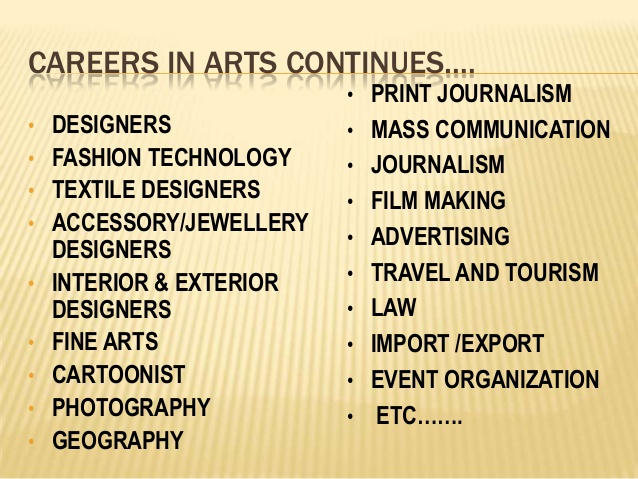 CAREERS IN ARTS CONTINUES....
• DESIGNERS
• FASHION TECHNOLOGY
• TEXTILE DESIGNERS
• ACCESSORY/JEWELLERY
DESIGNERS
• INTERIOR & EXTERIOR
DESIGNERS
• FINE ARTS
• CARTOONIST
• PHOTOGRAPHY
• GEOGRAPHY
• PRINT JOURNALISM
• MASS COMMUNICATION
• JOURNALISM
• FILM MAKING
• ADVERTISING
• TRAVEL AND TOURISM
• LAW
• IMPORT /EXPORT
• EVENT ORGANIZATION
• ETC.......